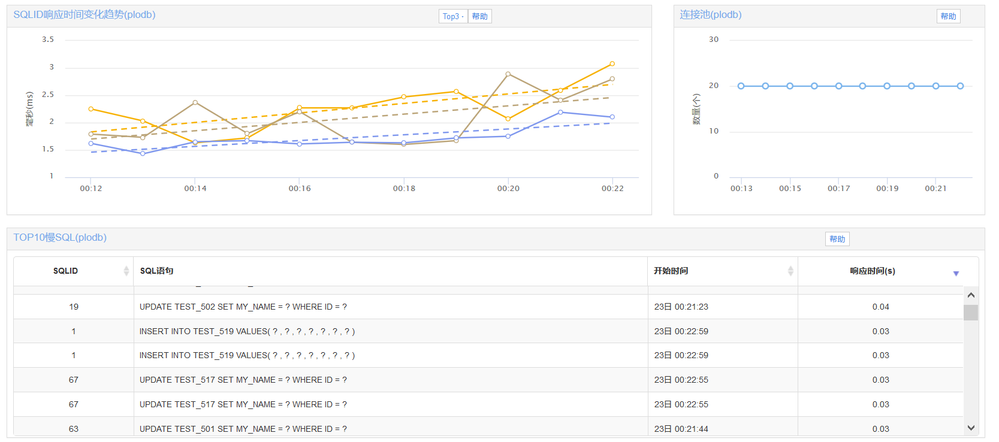 SQLID响应时间变化趋势(plodb)
Top3 -
帮助
3.5
3
2.5
2
1.5
1
毫秒(ms)
00:12 00:14 00:16 00:18 00:20 00:22
连接池(plodb)
帮助
30
20
10
0
数量(个)
00:13 00:15 00:17 00:19 00:21
TOP10慢SQL(plodb)
帮助
SQLID SQL语句 开始时间 响应时间(s)
19 UPDATE TEST_502 SET MY_NAME = ? WHERE ID = ? 23日 00:21:23 0.04
1 INSERT INTO TEST_519 VALUES( ? , ? , ? , ? , ? , ? , ? ) 23日 00:22:59 0.03
1 INSERT INTO TEST_519 VALUES( ? , ? , ? , ? , ? , ? , ? ) 23日 00:22:59 0.03
67 UPDATE TEST_517 SET MY_NAME = ? WHERE ID = ? 23日 00:22:55 0.03
67 UPDATE TEST_517 SET MY_NAME = ? WHERE ID = ? 23日 00:22:55 0.03
63 UPDATE TEST_501 SET MY_NAME = ? WHERE ID = ? 23日 00:21:44 0.03